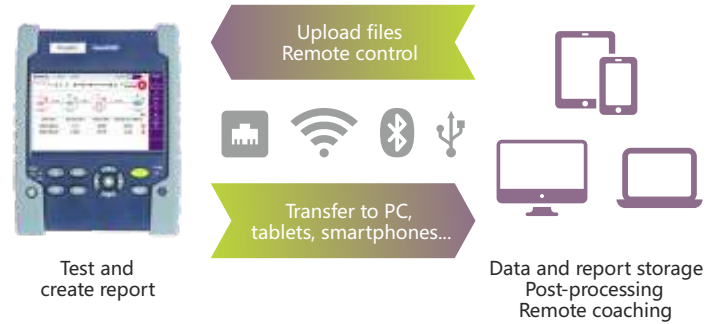 Upload files
Remote control
Transfer to PC,
tablets, smartphones...
Test and
create report
Data and report storage
Post-processing
Remote coaching